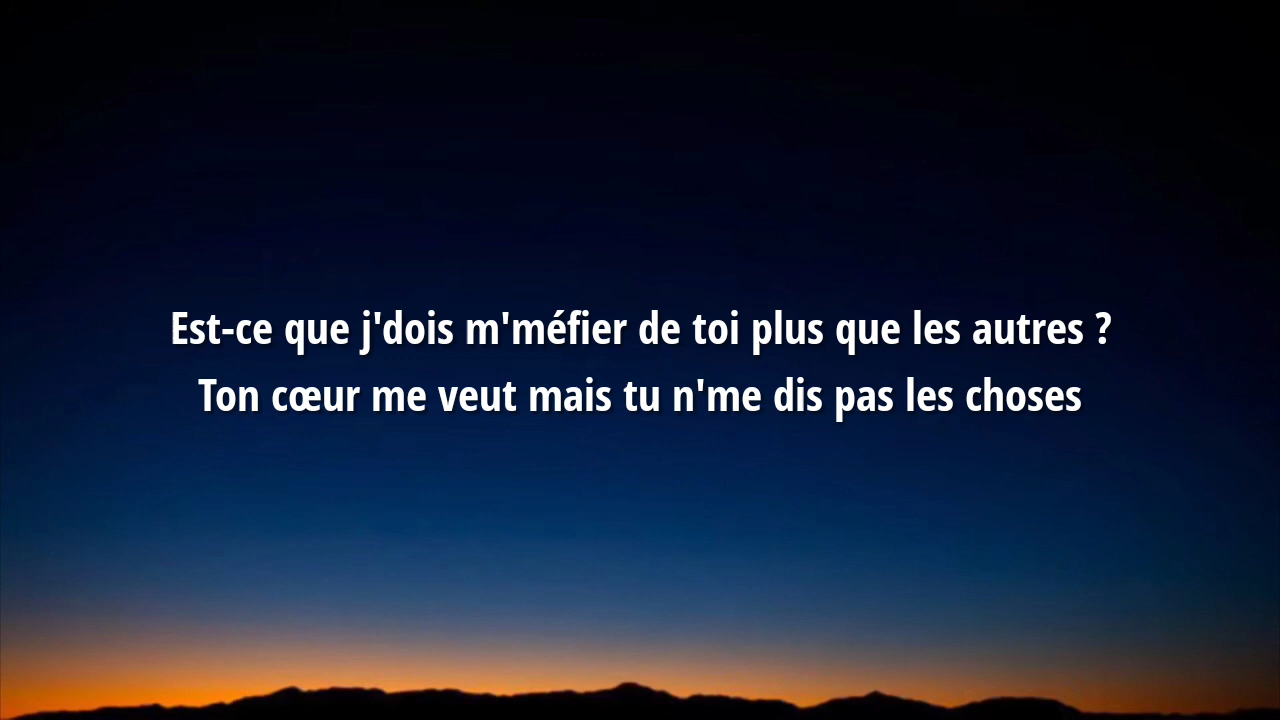 Est-ce que j'dois m'méfier de toi plus que les autres ?
Ton cœur me veut mais tu n'me dis pas les choses